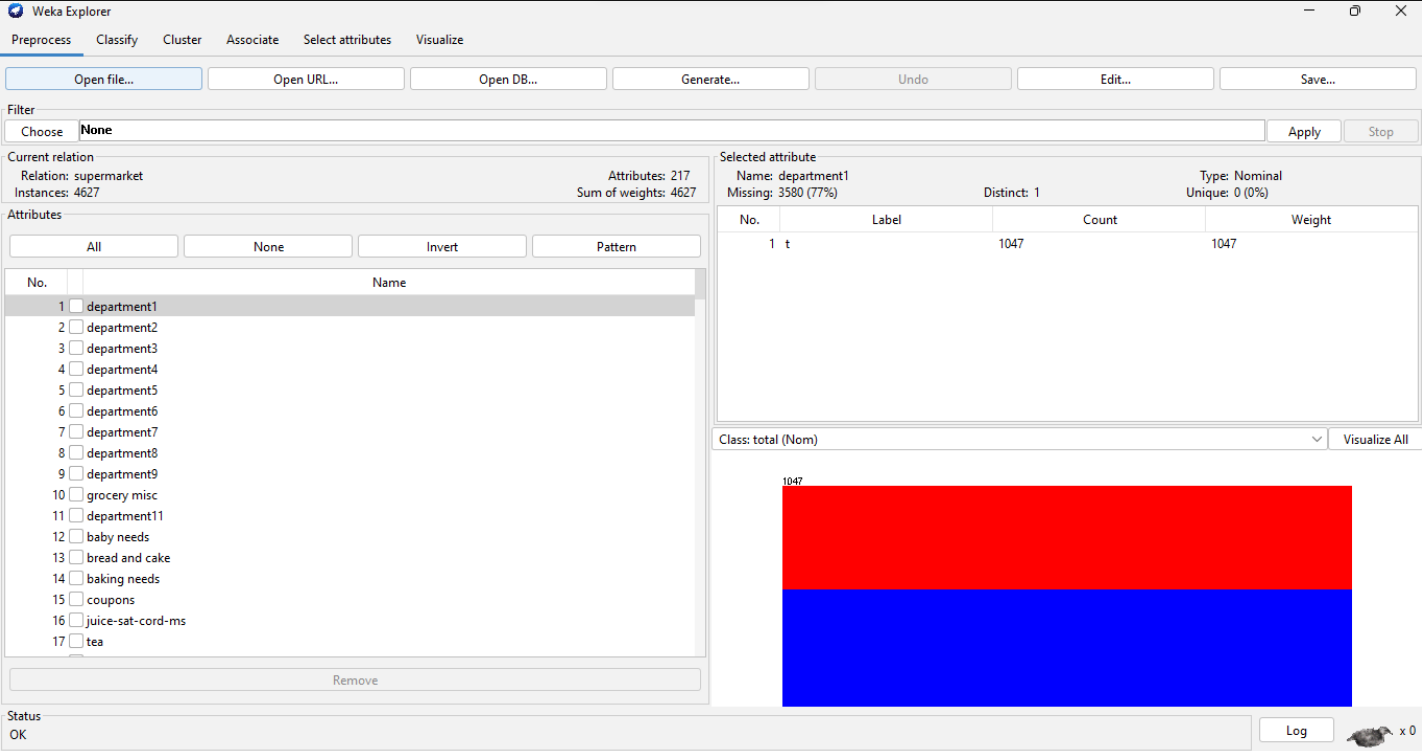 Weka Explorer
Preprocess Classify Cluster Associate Select attributes Visualize
Open file... Open URL... Open DB... Generate... Undo Edit... Save...
Filter
Choose None Apply Stop
Current relation
Relation: supermarket Attributes: 217
Instances: 4627 Sum of weights: 4627
Selected attribute
Name: department1 Type: Nominal
Missing: 3580 (77%) Distinct: 1 Unique: 0 (0%)
Attributes
All None Invert Pattern
No. Name
1 department1
2 department2
3 department3
4 department4
5 department5
6 department6
7 department7
8 department8
9 department9
10 grocery misc
11 department11
12 baby needs
13 bread and cake
14 baking needs
15 coupons
16 juice-sat-cord-ms
17 tea
Remove
No. Label Count Weight
1 t 1047 1047
Class: total (Nom) Visualize All
1047
Status
OK
Log x 0